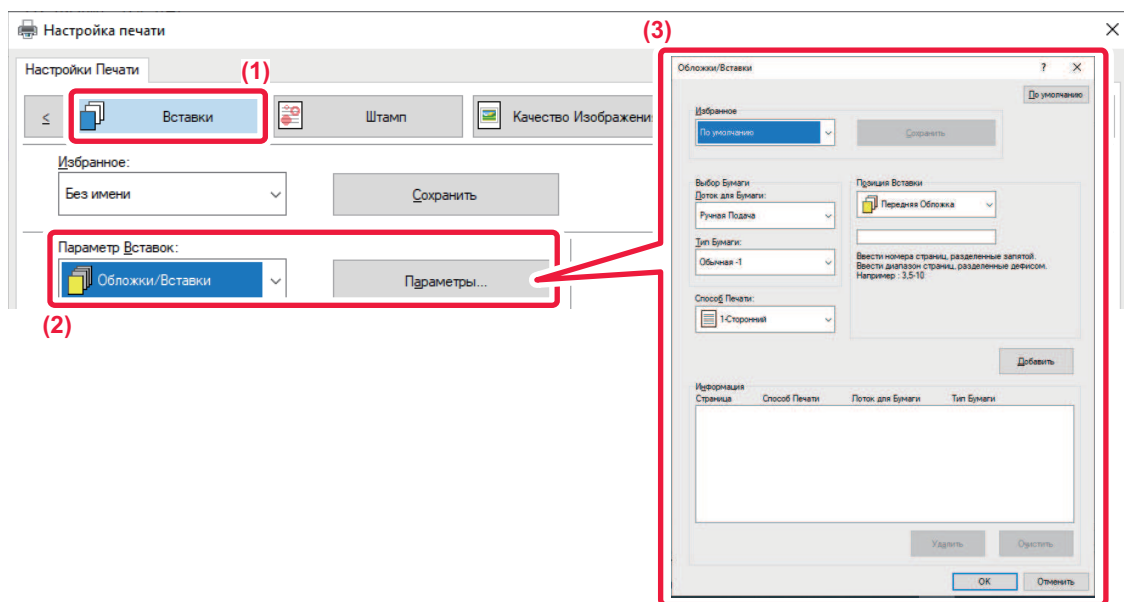 Настройка печати
(3)
Настройки Печати
(1)
Обложки/Вставки
?
По умолчанию
<
Вставки
Штамп
Качество Изображени
Избранное
По умолчанию
Сохранить
Избранное:
Без имени
Сохранить
Выбор Бумаги
Лоток для Бумаги:
Ручная Подача
Позиция Вставки
Передняя Обложка
Параметр Вставок:
Обложки/Вставки
Параметры...
(2)
Тип Бумаги:
Обычная -1
Ввести номера страниц, разделенные запятой.
Ввести диапазон страниц, разделенные дефисом.
Например : 3,5-10
Способ Печати:
1-Сторонний
Добавить
Информация
Страница Способ Печати Поток для Бумаги Тип Бумаги
Удалить
Очистить
OK
Отменить